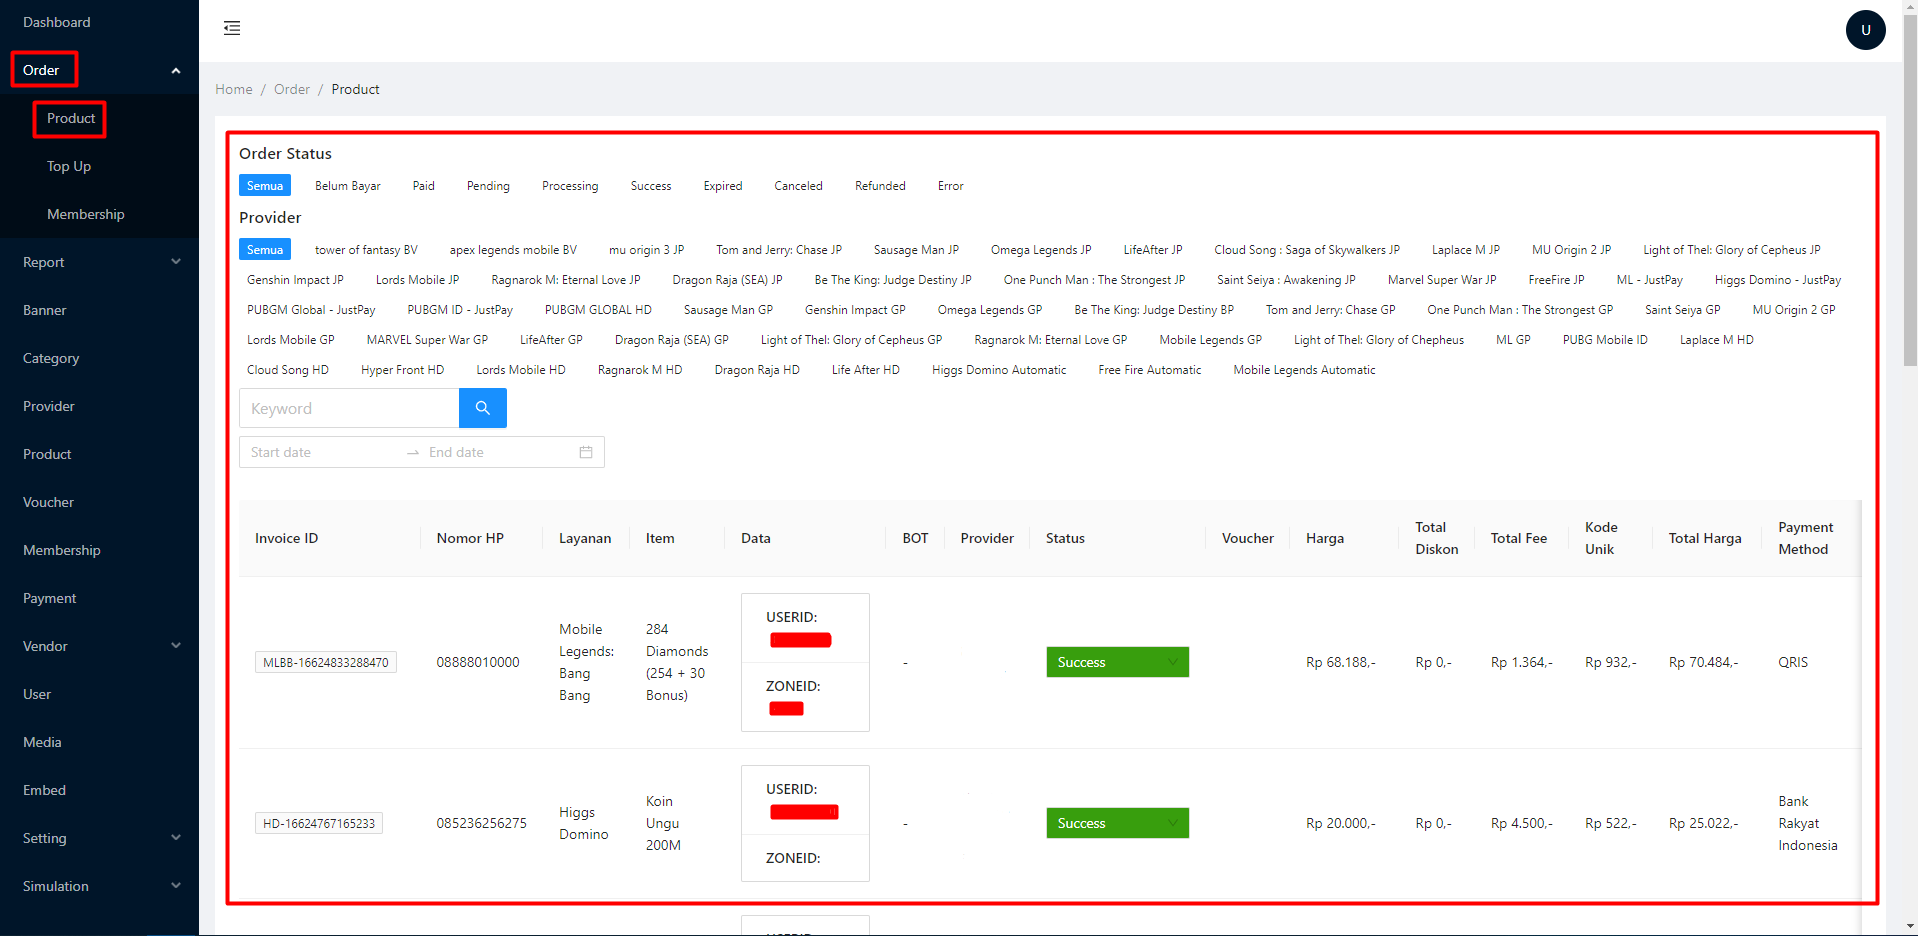 Dashboard
Order
Product
Top Up
Membership
Report
Banner
Category
Provider
Product
Voucher
Membership
Payment
Vendor
User
Media
Embed
Setting
Simulation
U
Home / Order / Product
Order Status
Semua Belum Bayar Paid Pending Processing Success Expired Canceled Refunded Error
Provider
Semua tower of fantasy BV apex legends mobile BV mu origin 3 JP Tom and Jerry: Chase JP Sausage Man JP Omega Legends JP LifeAfter JP Cloud Song : Saga of Skywalkers JP Laplace M JP MU Origin 2 JP Light of Thel: Glory of Cepheus JP
Genshin Impact JP Lords Mobile JP Ragnarok M: Eternal Love JP Dragon Raja (SEA) JP Be The King: Judge Destiny JP One Punch Man : The Strongest JP Saint Seiya : Awakening JP Marvel Super War JP FreeFire JP ML - JustPay Higgs Domino - JustPay
PUBGM Global - JustPay PUBGM ID - JustPay PUBGM GLOBAL HD Sausage Man GP Genshin Impact GP Omega Legends GP Be The King: Judge Destiny BP Tom and Jerry: Chase GP One Punch Man : The Strongest GP Saint Seiya GP MU Origin 2 GP
Lords Mobile GP MARVEL Super War GP LifeAfter GP Dragon Raja (SEA) GP Light of Thel: Glory of Cepheus GP Ragnarok M: Eternal Love GP Mobile Legends GP Light of Thel: Glory of Chepheus ML GP PUBG Mobile ID Laplace M HD
Cloud Song HD Hyper Front HD Lords Mobile HD Ragnarok M HD Dragon Raja HD Life After HD Higgs Domino Automatic Free Fire Automatic Mobile Legends Automatic
Keyword
Start date → End date
Invoice ID Nomor HP Layanan Item Data BOT Provider Status Voucher Harga Total Diskon Total Fee Kode Unik Total Harga Payment Method
MLBB-16624833288470 08888010000 Mobile Legends: Bang Bang 284 Diamonds (254 + 30 Bonus) USERID: ZONEID: - Success Rp 68.188,- Rp 0,- Rp 1.364,- Rp 932,- Rp 70.484,- QRIS
HD-16624767165233 085236256275 Higgs Domino Koin Ungu 200M USERID: ZONEID: - Success Rp 20.000,- Rp 0,- Rp 4.500,- Rp 522,- Rp 25.022,- Bank Rakyat Indonesia